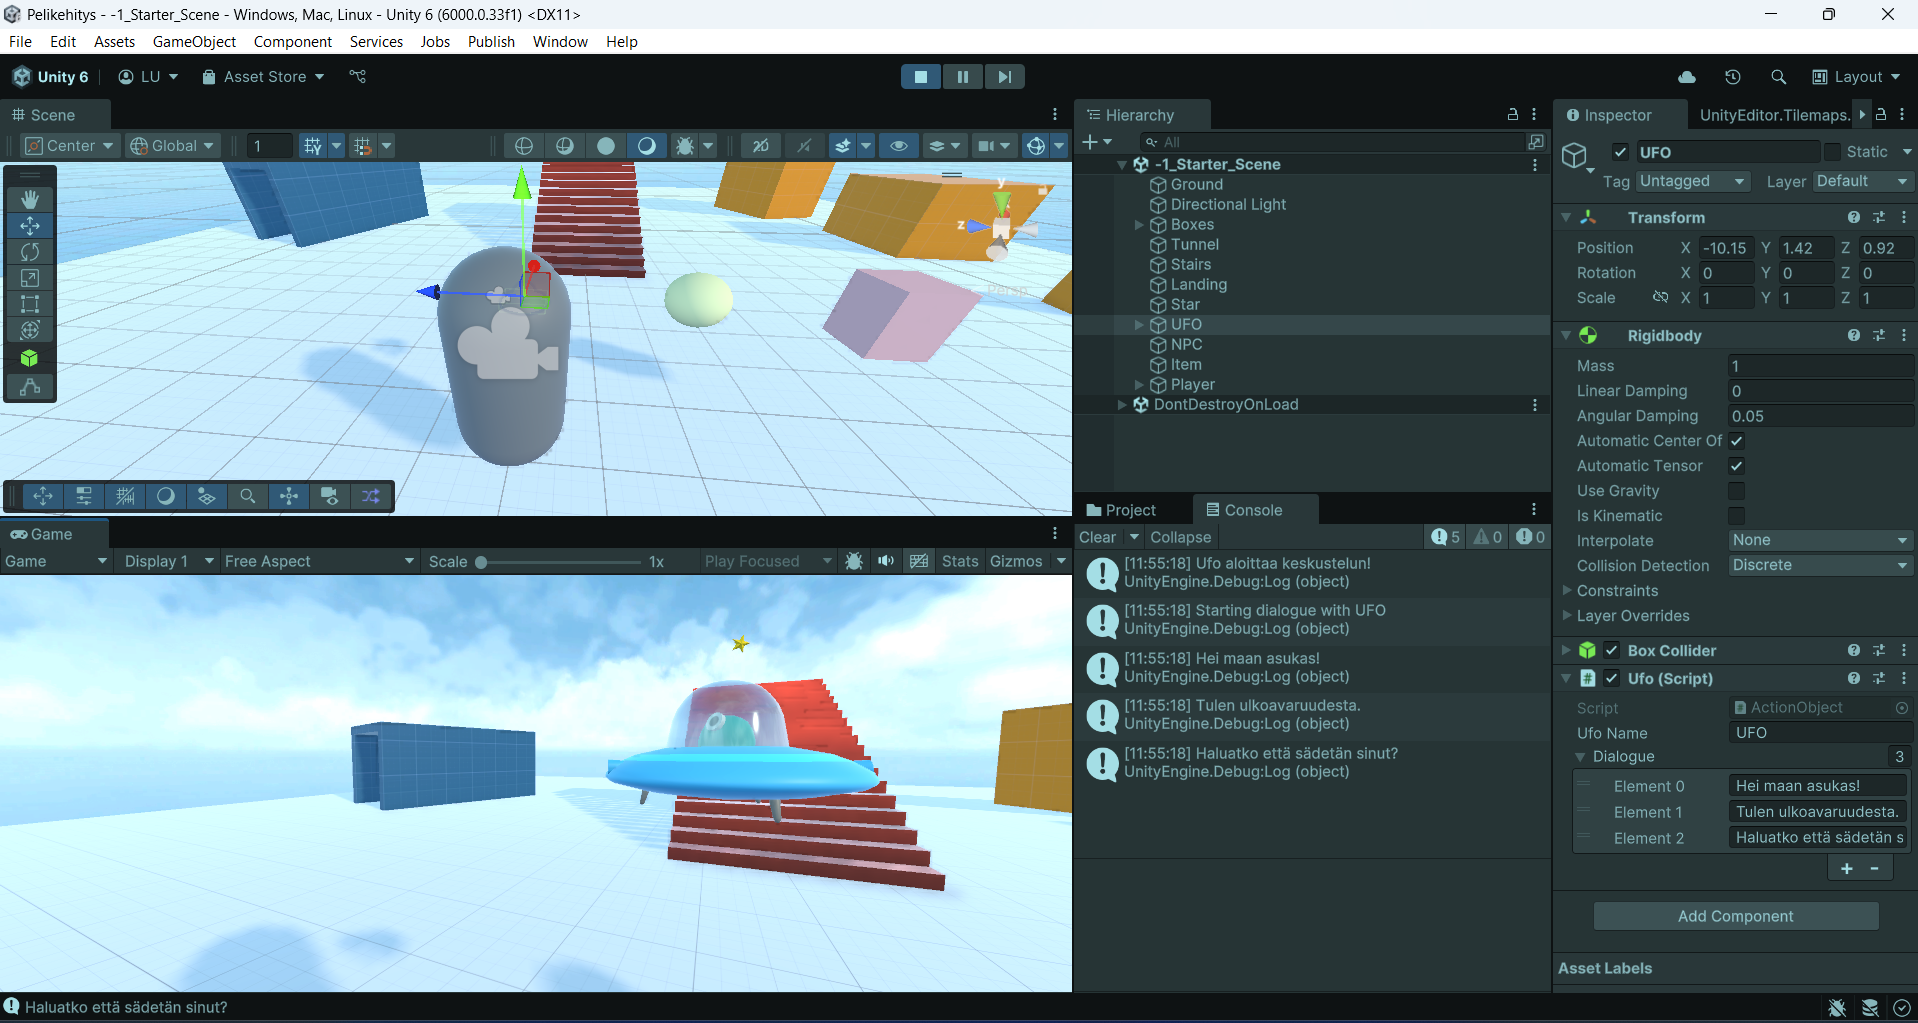 Pelikehitys - -1_Starter_Scene - Windows, Mac, Linux - Unity 6 (6000.0.33f1) <DX11>
File Edit Assets GameObject Component Services Jobs Publish Window Help
Unity 6 LU Asset Store Layout
Scene
Center Global 1 2D
y
z
Persp
Game
Game Display 1 Free Aspect Scale 1x Play Focused Stats Gizmos
Hierarchy
All
-1_Starter_Scene
Ground
Directional Light
Boxes
Tunnel
Stairs
Landing
Star
UFO
NPC
Item
Player
DontDestroyOnLoad
Project Console
Clear Collapse 5 0 0
[11:55:18] Ufo aloittaa keskustelun!
UnityEngine.Debug:Log (object)
[11:55:18] Starting dialogue with UFO
UnityEngine.Debug:Log (object)
[11:55:18] Hei maan asukas!
UnityEngine.Debug:Log (object)
[11:55:18] Tulen ulkoavaruudesta.
UnityEngine.Debug:Log (object)
[11:55:18] Haluatko että sädetän sinut?
UnityEngine.Debug:Log (object)
Inspector UnityEditor.Tilemaps.
UFO Static
Tag Untagged Layer Default
Transform
Position X -10.15 Y 1.42 Z 0.92
Rotation X 0 Y 0 Z 0
Scale X 1 Y 1 Z 1
Rigidbody
Mass 1
Linear Damping 0
Angular Damping 0.05
Automatic Center Of
Automatic Tensor
Use Gravity
Is Kinematic
Interpolate None
Collision Detection Discrete
Constraints
Layer Overrides
Box Collider
# Ufo (Script)
Script # ActionObject
Ufo Name UFO
Dialogue 3
Element 0 Hei maan asukas!
Element 1 Tulen ulkoavaruudesta.
Element 2 Haluatko että sädetän s
+ -
Add Component
Asset Labels
Haluatko että sädetän sinut?